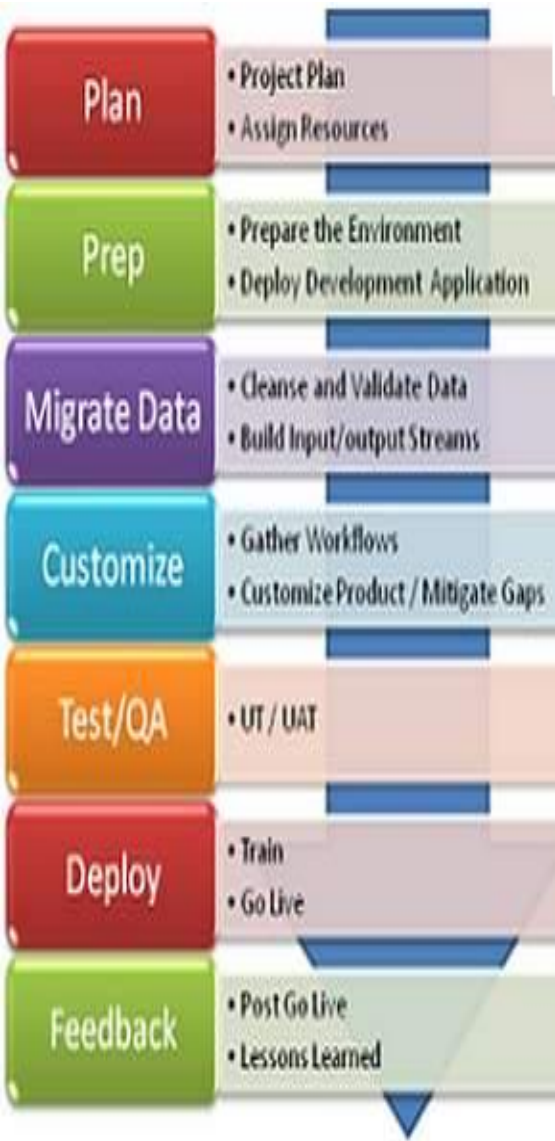 Plan
• Project Plan
• Assign Resources
Prep
• Prepare the Environment
• Deploy Development Application
Migrate Data
• Cleanse and Validate Data
• Build Input/output Streams
Customize
• Gather Workflows
• Customize Product / Mitigate Gaps
Test/QA
• UT / UAT
Deploy
• Train
• Go Live
Feedback
• Post Go Live
• Lessons Learned